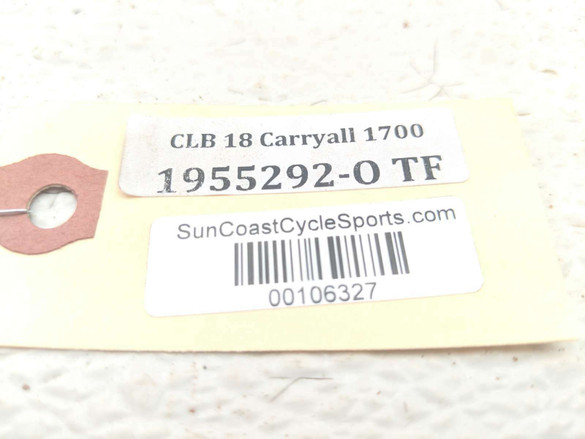 CLB 18 Carryall 1700
1955292-O TF
SunCoastCycleSports.com
00106327